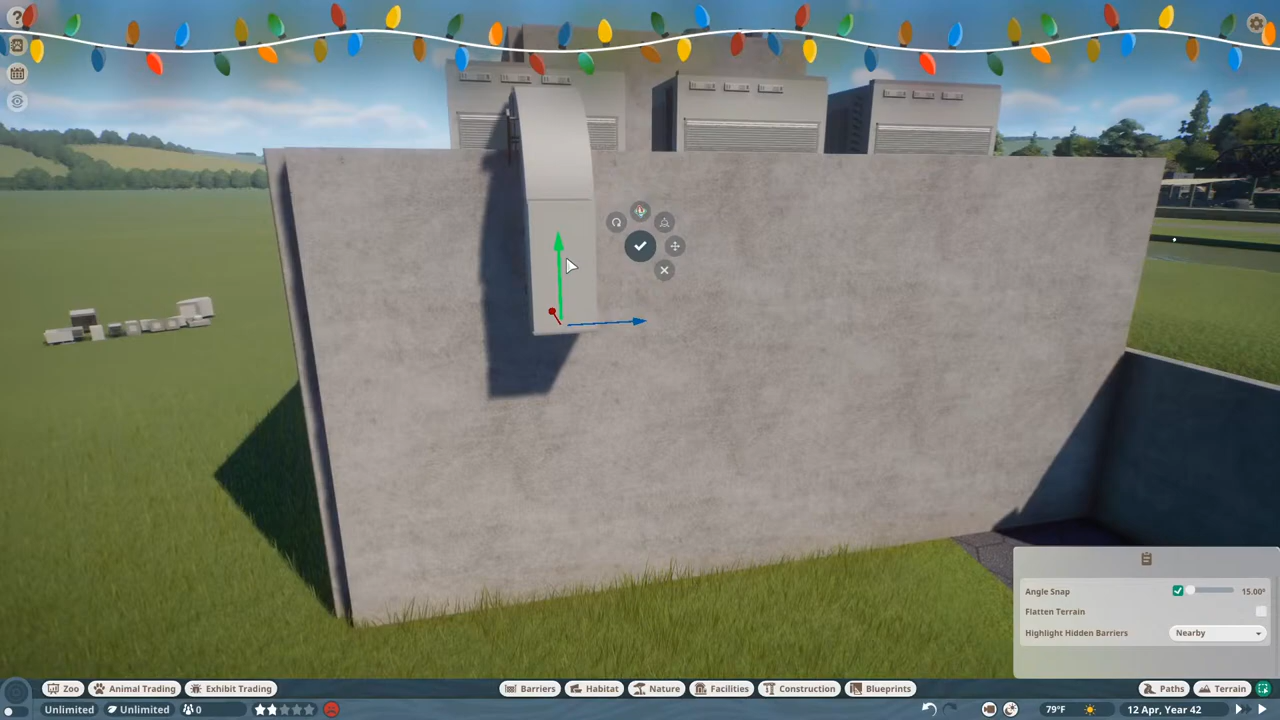 ?
Angle Snap 15.00°
Flatten Terrain
Highlight Hidden Barriers Nearby
Zoo Animal Trading Exhibit Trading Barriers Habitat Nature Facilities Construction Blueprints Paths Terrain
Unlimited Unlimited 0 79°F 12 Apr, Year 42